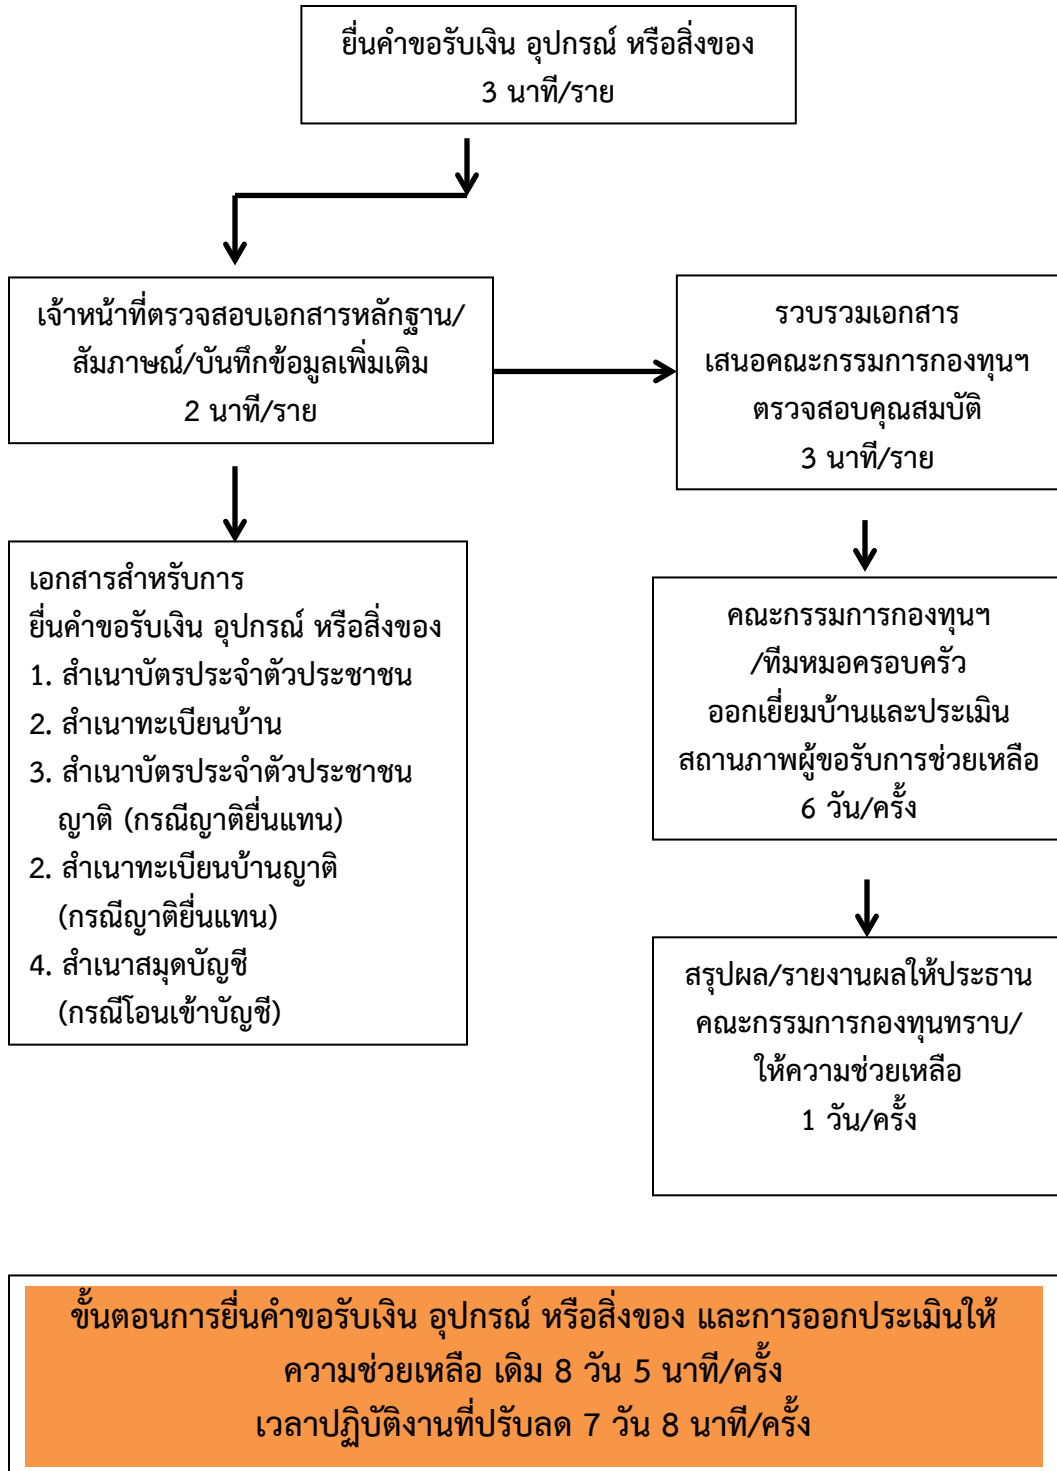 ยื่นคำขอรับเงิน อุปกรณ์ หรือสิ่งของ
3 นาที/ราย
เจ้าหน้าที่ตรวจสอบเอกสารหลักฐาน/
สัมภาษณ์/บันทึกข้อมูลเพิ่มเติม
2 นาที/ราย
รวบรวมเอกสาร
เสนอคณะกรรมการกองทุนฯ
ตรวจสอบคุณสมบัติ
3 นาที/ราย
เอกสารสำหรับการ
ยื่นคำขอรับเงิน อุปกรณ์ หรือสิ่งของ
1. สำเนาบัตรประจำตัวประชาชน
2. สำเนาทะเบียนบ้าน
3. สำเนาบัตรประจำตัวประชาชน
ญาติ (กรณีญาติยื่นแทน)
2. สำเนาทะเบียนบ้านญาติ
(กรณีญาติยื่นแทน)
4. สำเนาสมุดบัญชี
(กรณีโอนเข้าบัญชี)
คณะกรรมการกองทุนฯ
/ทีมหมอครอบครัว
ออกเยี่ยมบ้านและประเมิน
สถานภาพผู้ขอรับการช่วยเหลือ
6 วัน/ครั้ง
สรุปผล/รายงานผลให้ประธาน
คณะกรรมการกองทุนทราบ/
ให้ความช่วยเหลือ
1 วัน/ครั้ง
ขั้นตอนการยื่นคำขอรับเงิน อุปกรณ์ หรือสิ่งของ และการออกประเมินให้
ความช่วยเหลือ เดิม 8 วัน 5 นาที/ครั้ง
เวลาปฏิบัติงานที่ปรับลด 7 วัน 8 นาที/ครั้ง